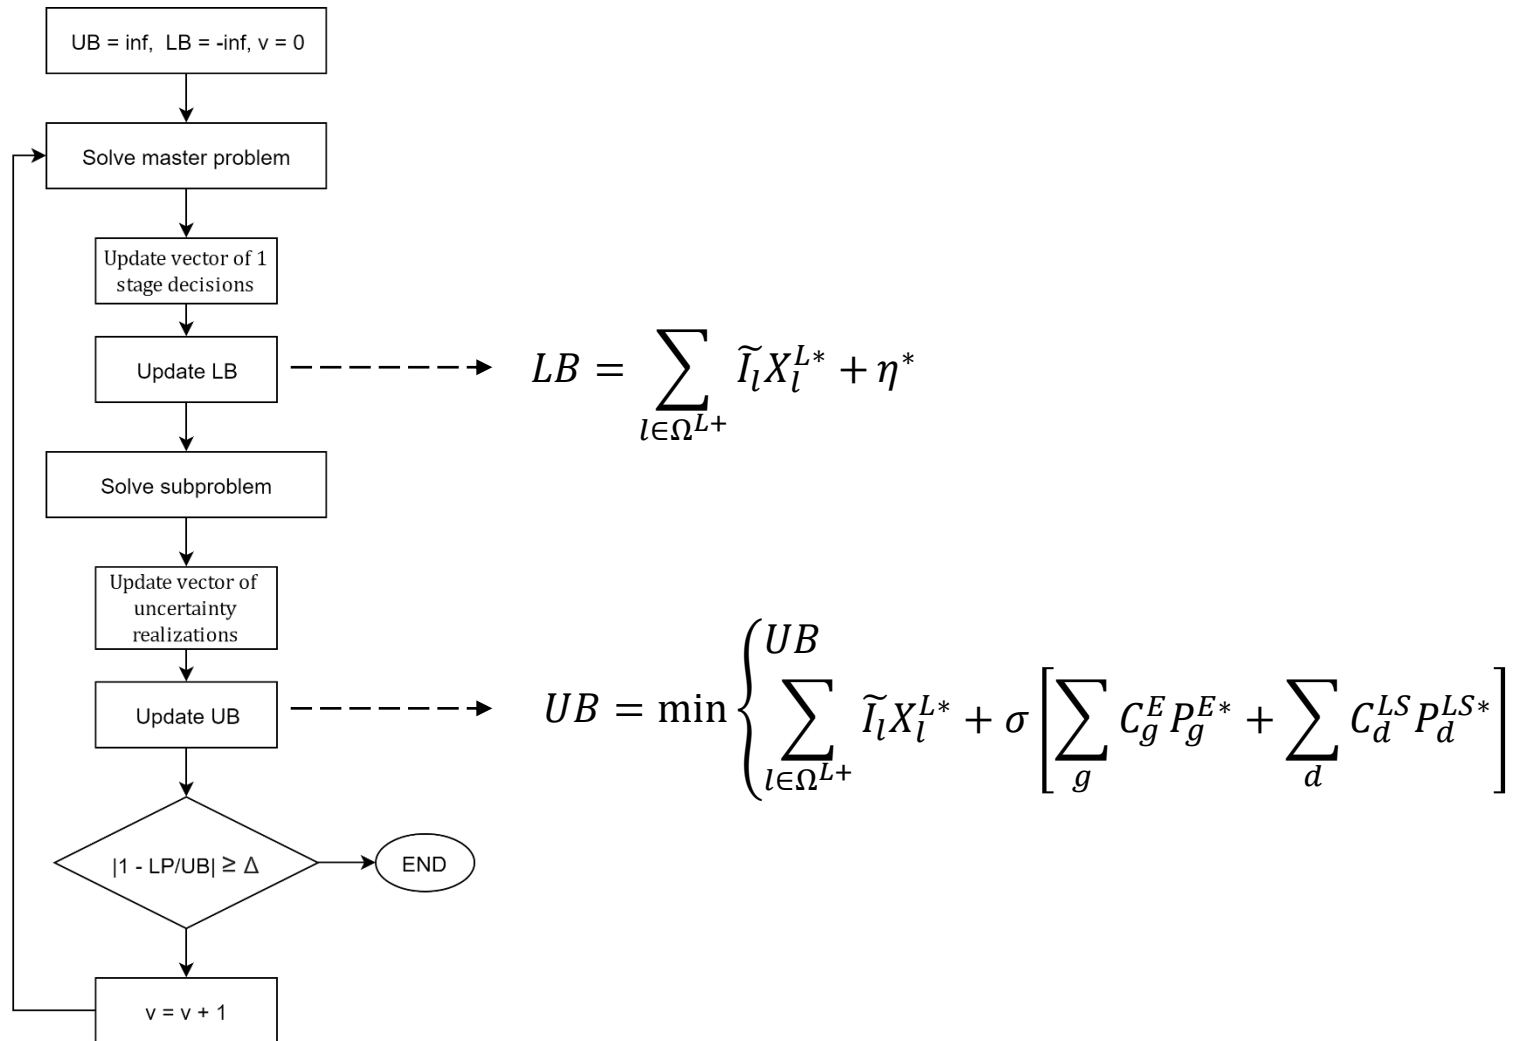 UB = inf, LB = -inf, v = 0
Solve master problem
Update vector of 1
stage decisions
Update LB
LB = ∑_{l∈Ω^{L+}} Ĩ_l X_l^{L*} + η*
Solve subproblem
Update vector of
uncertainty
realizations
Update UB
UB = min { UB
∑_{l∈Ω^{L+}} Ĩ_l X_l^{L*} + σ [ ∑_g C_g^E P_g^{E*} + ∑_d C_d^{LS} P_d^{LS*} ]
|1 - LP/UB| ≥ Δ
END
v = v + 1